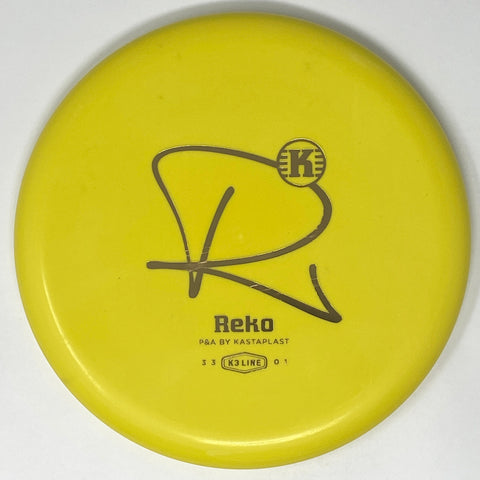 K
R
Reko
P&A BY KASTAPLAST
3 3 K3 LINE 0 1